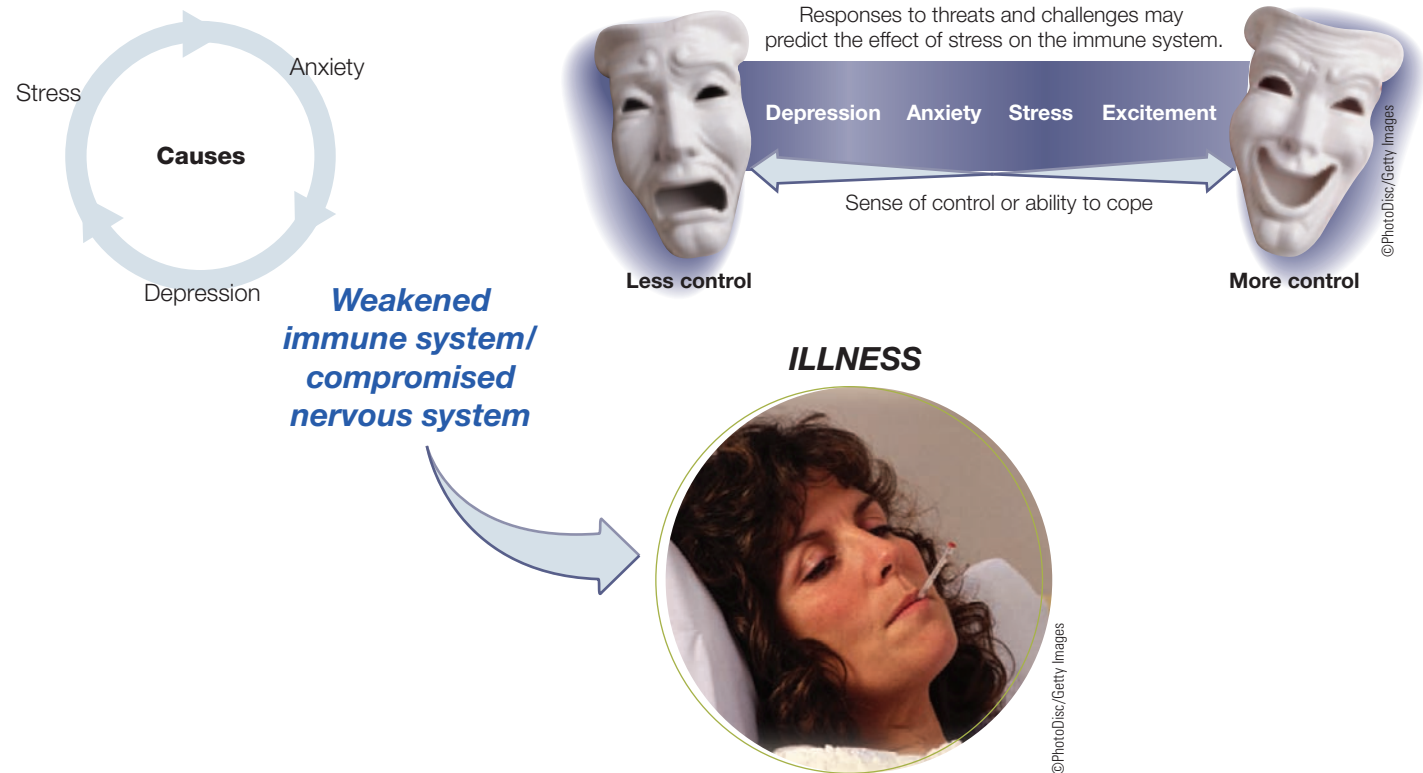 Stress
Anxiety
Causes
Depression
Responses to threats and challenges may
predict the effect of stress on the immune system.
Depression Anxiety Stress Excitement
Sense of control or ability to cope
Less control
More control
©PhotoDisc/Getty Images
Weakened
immune system/
compromised
nervous system
ILLNESS
©PhotoDisc/Getty Images